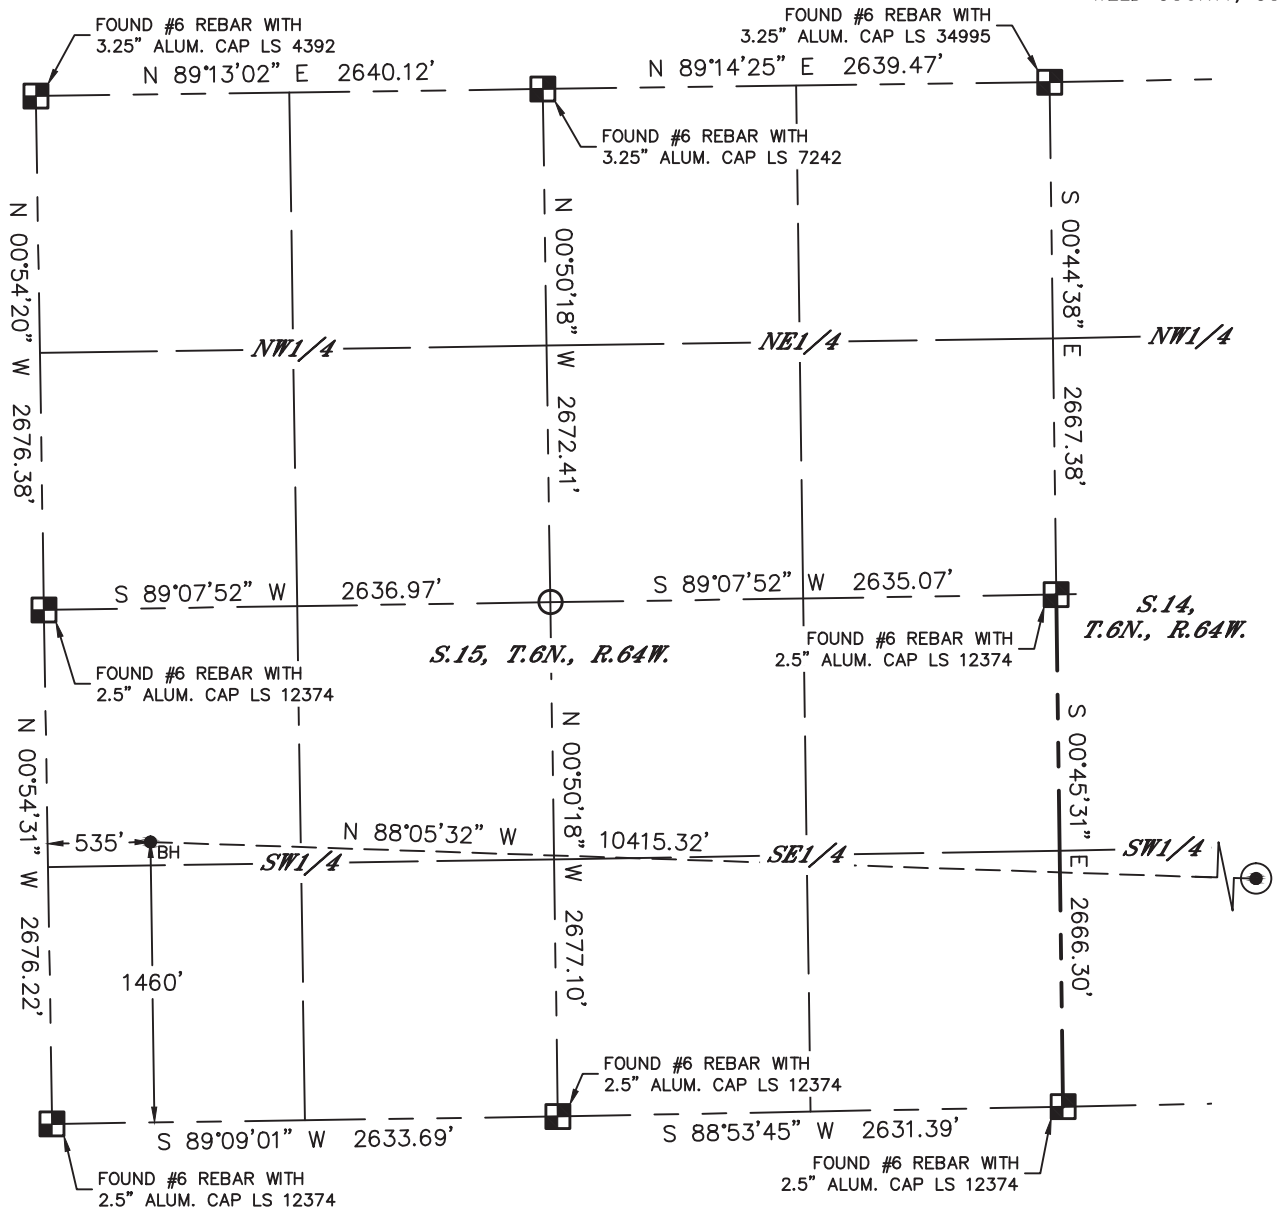 FOUND #6 REBAR WITH
3.25" ALUM. CAP LS 4392
N 89°13'02" E 2640.12'
FOUND #6 REBAR WITH
3.25" ALUM. CAP LS 34995
N 89°14'25" E 2639.47'
FOUND #6 REBAR WITH
3.25" ALUM. CAP LS 7242
N 00°54'20" W 2676.38'
N 00°50'18" W 2672.41'
S 00°44'38" E 2667.38'
NW1/4
NE1/4
NW1/4
S 89°07'52" W 2636.97'
S 89°07'52" W 2635.07'
S.14,
T.6N., R.64W.
FOUND #6 REBAR WITH
2.5" ALUM. CAP LS 12374
S.15, T.6N., R.64W.
FOUND #6 REBAR WITH
2.5" ALUM. CAP LS 12374
N 00°54'31" W 2676.22'
N 00°50'18" W 2677.10'
S 00°45'31" E 2666.30'
535'
BH
N 88°05'32" W 10415.32'
SW1/4
SE1/4
SW1/4
1460'
FOUND #6 REBAR WITH
2.5" ALUM. CAP LS 12374
S 89°09'01" W 2633.69'
S 88°53'45" W 2631.39'
FOUND #6 REBAR WITH
2.5" ALUM. CAP LS 12374
FOUND #6 REBAR WITH
2.5" ALUM. CAP LS 12374